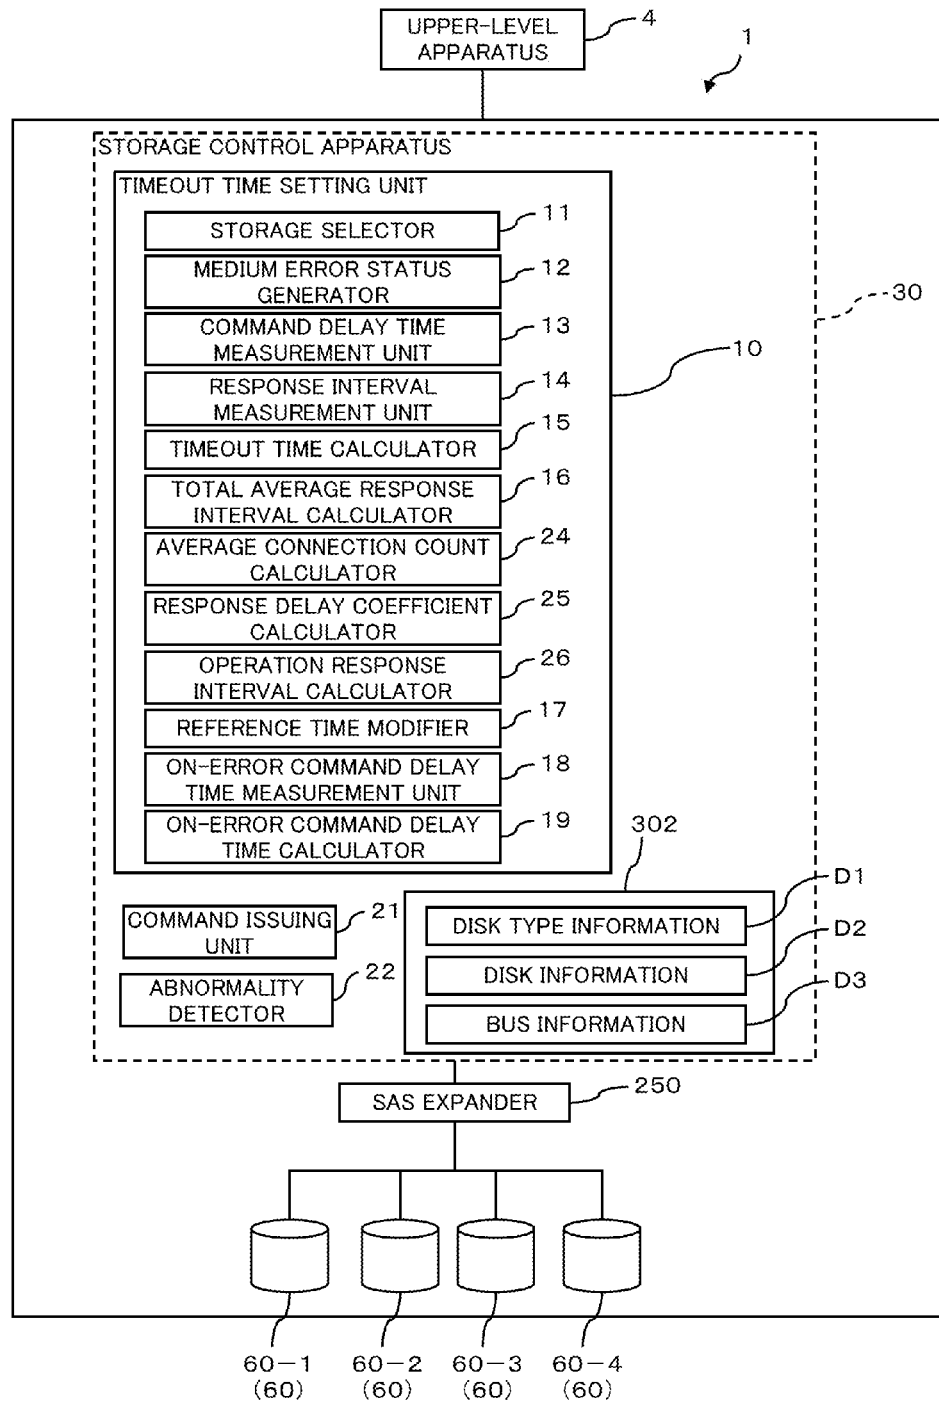 UPPER-LEVEL
APPARATUS
4
1
STORAGE CONTROL APPARATUS
TIMEOUT TIME SETTING UNIT
STORAGE SELECTOR
11
MEDIUM ERROR STATUS
GENERATOR
12
COMMAND DELAY TIME
MEASUREMENT UNIT
13
RESPONSE INTERVAL
MEASUREMENT UNIT
14
TIMEOUT TIME CALCULATOR
15
TOTAL AVERAGE RESPONSE
INTERVAL CALCULATOR
16
AVERAGE CONNECTION COUNT
CALCULATOR
24
RESPONSE DELAY COEFFICIENT
CALCULATOR
25
OPERATION RESPONSE
INTERVAL CALCULATOR
26
REFERENCE TIME MODIFIER
17
ON-ERROR COMMAND DELAY
TIME MEASUREMENT UNIT
18
ON-ERROR COMMAND DELAY
TIME CALCULATOR
19
30
10
302
COMMAND ISSUING
UNIT
21
ABNORMALITY
DETECTOR
22
DISK TYPE INFORMATION
D1
DISK INFORMATION
D2
BUS INFORMATION
D3
SAS EXPANDER
250
60-1
(60)
60-2
(60)
60-3
(60)
60-4
(60)